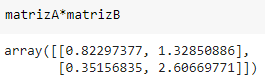 matrizA*matrizB
array([[0.82297377, 1.32850886],
[0.35156835, 2.60669771]])